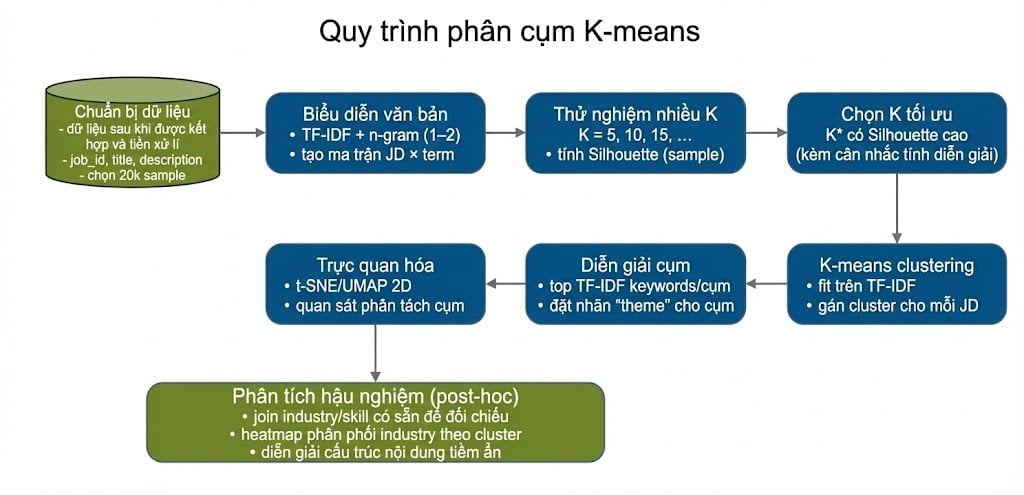 Quy trình phân cụm K-means
Chuẩn bị dữ liệu
- dữ liệu sau khi được kết
hợp và tiền xử lí
- job_id, title, description
- chọn 20k sample
Biểu diễn văn bản
• TF-IDF + n-gram (1–2)
• tạo ma trận JD × term
Thử nghiệm nhiều K
K = 5, 10, 15, ...
• tính Silhouette (sample)
Chọn K tối ưu
K* có Silhouette cao
(kèm cân nhắc tính diễn giải)
K-means clustering
• fit trên TF-IDF
• gán cluster cho mỗi JD
Diễn giải cụm
• top TF-IDF keywords/cụm
• đặt nhãn "theme" cho cụm
Trực quan hóa
• t-SNE/UMAP 2D
• quan sát phân tách cụm
Phân tích hậu nghiệm (post-hoc)
• join industry/skill có sẵn để đối chiếu
• heatmap phân phối industry theo cluster
• diễn giải cấu trúc nội dung tiềm ẩn